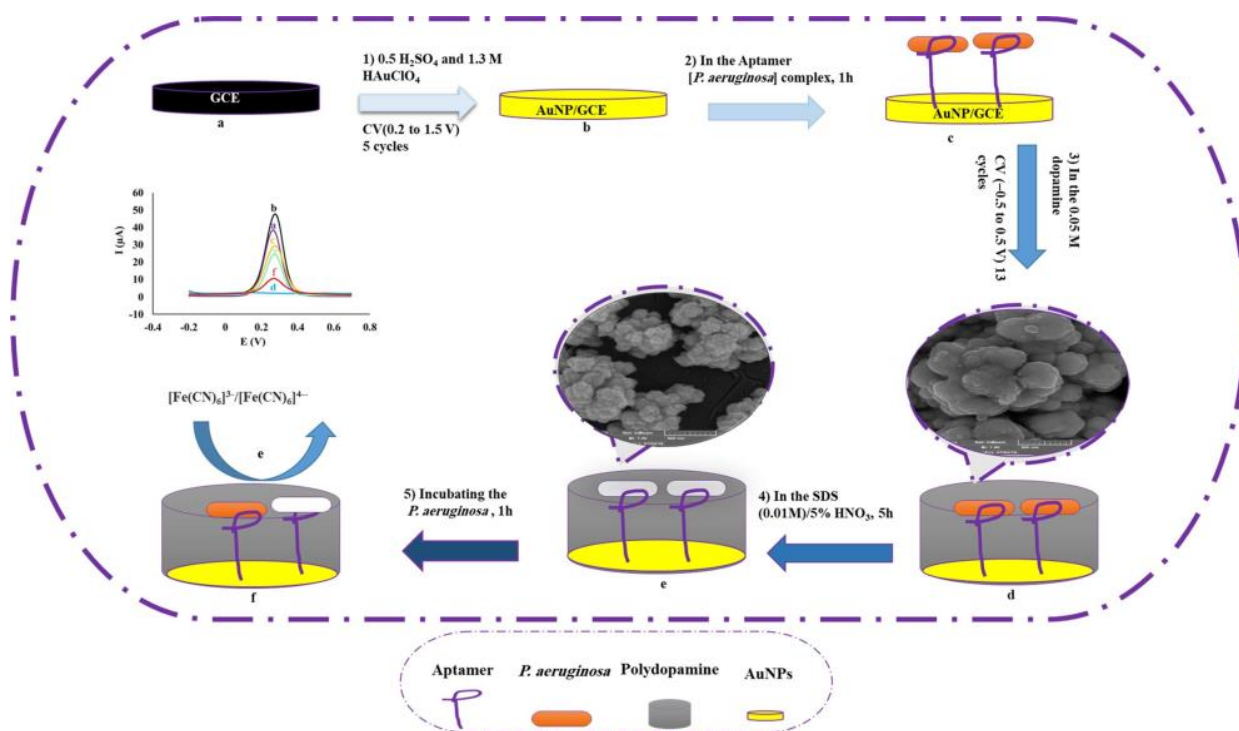 GCE
a
1) 0.5 H₂SO₄ and 1.3 M
HAuClO₄
CV(0.2 to 1.5 V)
5 cycles
AuNP/GCE
b
2) In the Aptamer
[P. aeruginosa] complex, 1h
AuNP/GCE
c
3) In the 0.05 M
dopamine
CV (–0.5 to 0.5 V) 13
cycles
60
50
40
30
20
10
0
-10
I (µA)
b
a
f
d
-0.4
-0.2
0
0.2
0.4
0.6
0.8
E (V)
[Fe(CN)₆]³⁻/[Fe(CN)₆]⁴⁻
e
f
5) Incubating the
P. aeruginosa , 1h
e
4) In the SDS
(0.01M)/5% HNO₃, 5h
d
Aptamer
P. aeruginosa
Polydopamine
AuNPs